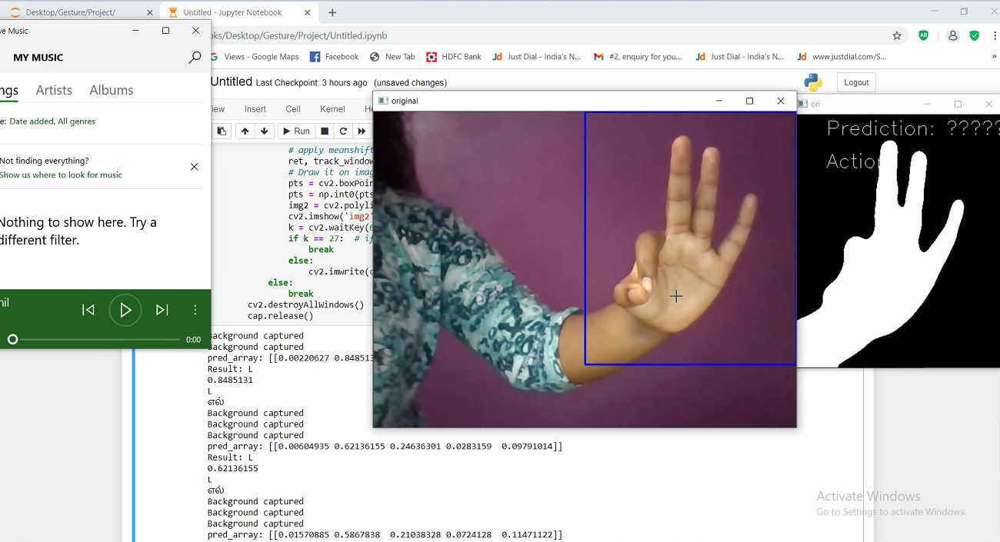 Desktop/Gesture/Project/
Untitled - Jupyter Notebook
ks/Desktop/Gesture/Project/Untitled.ipynb
Views - Google Maps
Facebook
New Tab
HDFC Bank
Just Dial - India's N...
#2, enquiry for you...
Just Dial - India's N...
www.justdial.com/S...
»
ve Music
MY MUSIC
ngs
Artists
Albums
e: Date added, All genres
Not finding everything?
Show us where to look for music
Nothing to show here. Try a
different filter.
0:00
Untitled Last Checkpoint: 3 hours ago (unsaved changes)
Logout
iew
Insert
Cell
Kernel
He
Run
# apply meanshift
ret, track_window
# Draw it on imag
pts = cv2.boxPoin
pts = np.int0(pts
img2 = cv2.polyli
cv2.imshow('img2'
k = cv2.waitKey(6
if k == 27: # if
break
else:
cv2.imwrite(c
else:
break
cv2.destroyAllWindows()
cap.release()
original
ori
Prediction: ?????
Action
Background captured
Background captured
pred_array: [[0.00220627 0.848513
Result: L
0.8485131
L
எல்
Background captured
Background captured
Background captured
pred_array: [[0.00604935 0.62136155 0.24636301 0.0283159 0.09791014]]
Result: L
0.62136155
L
எல்
Background captured
Background captured
Background captured
pred_array: [[0.01570885 0.5867838 0.21038328 0.0724128 0.11471122]]
Activate Windows
Go to Settings to activate Windows.